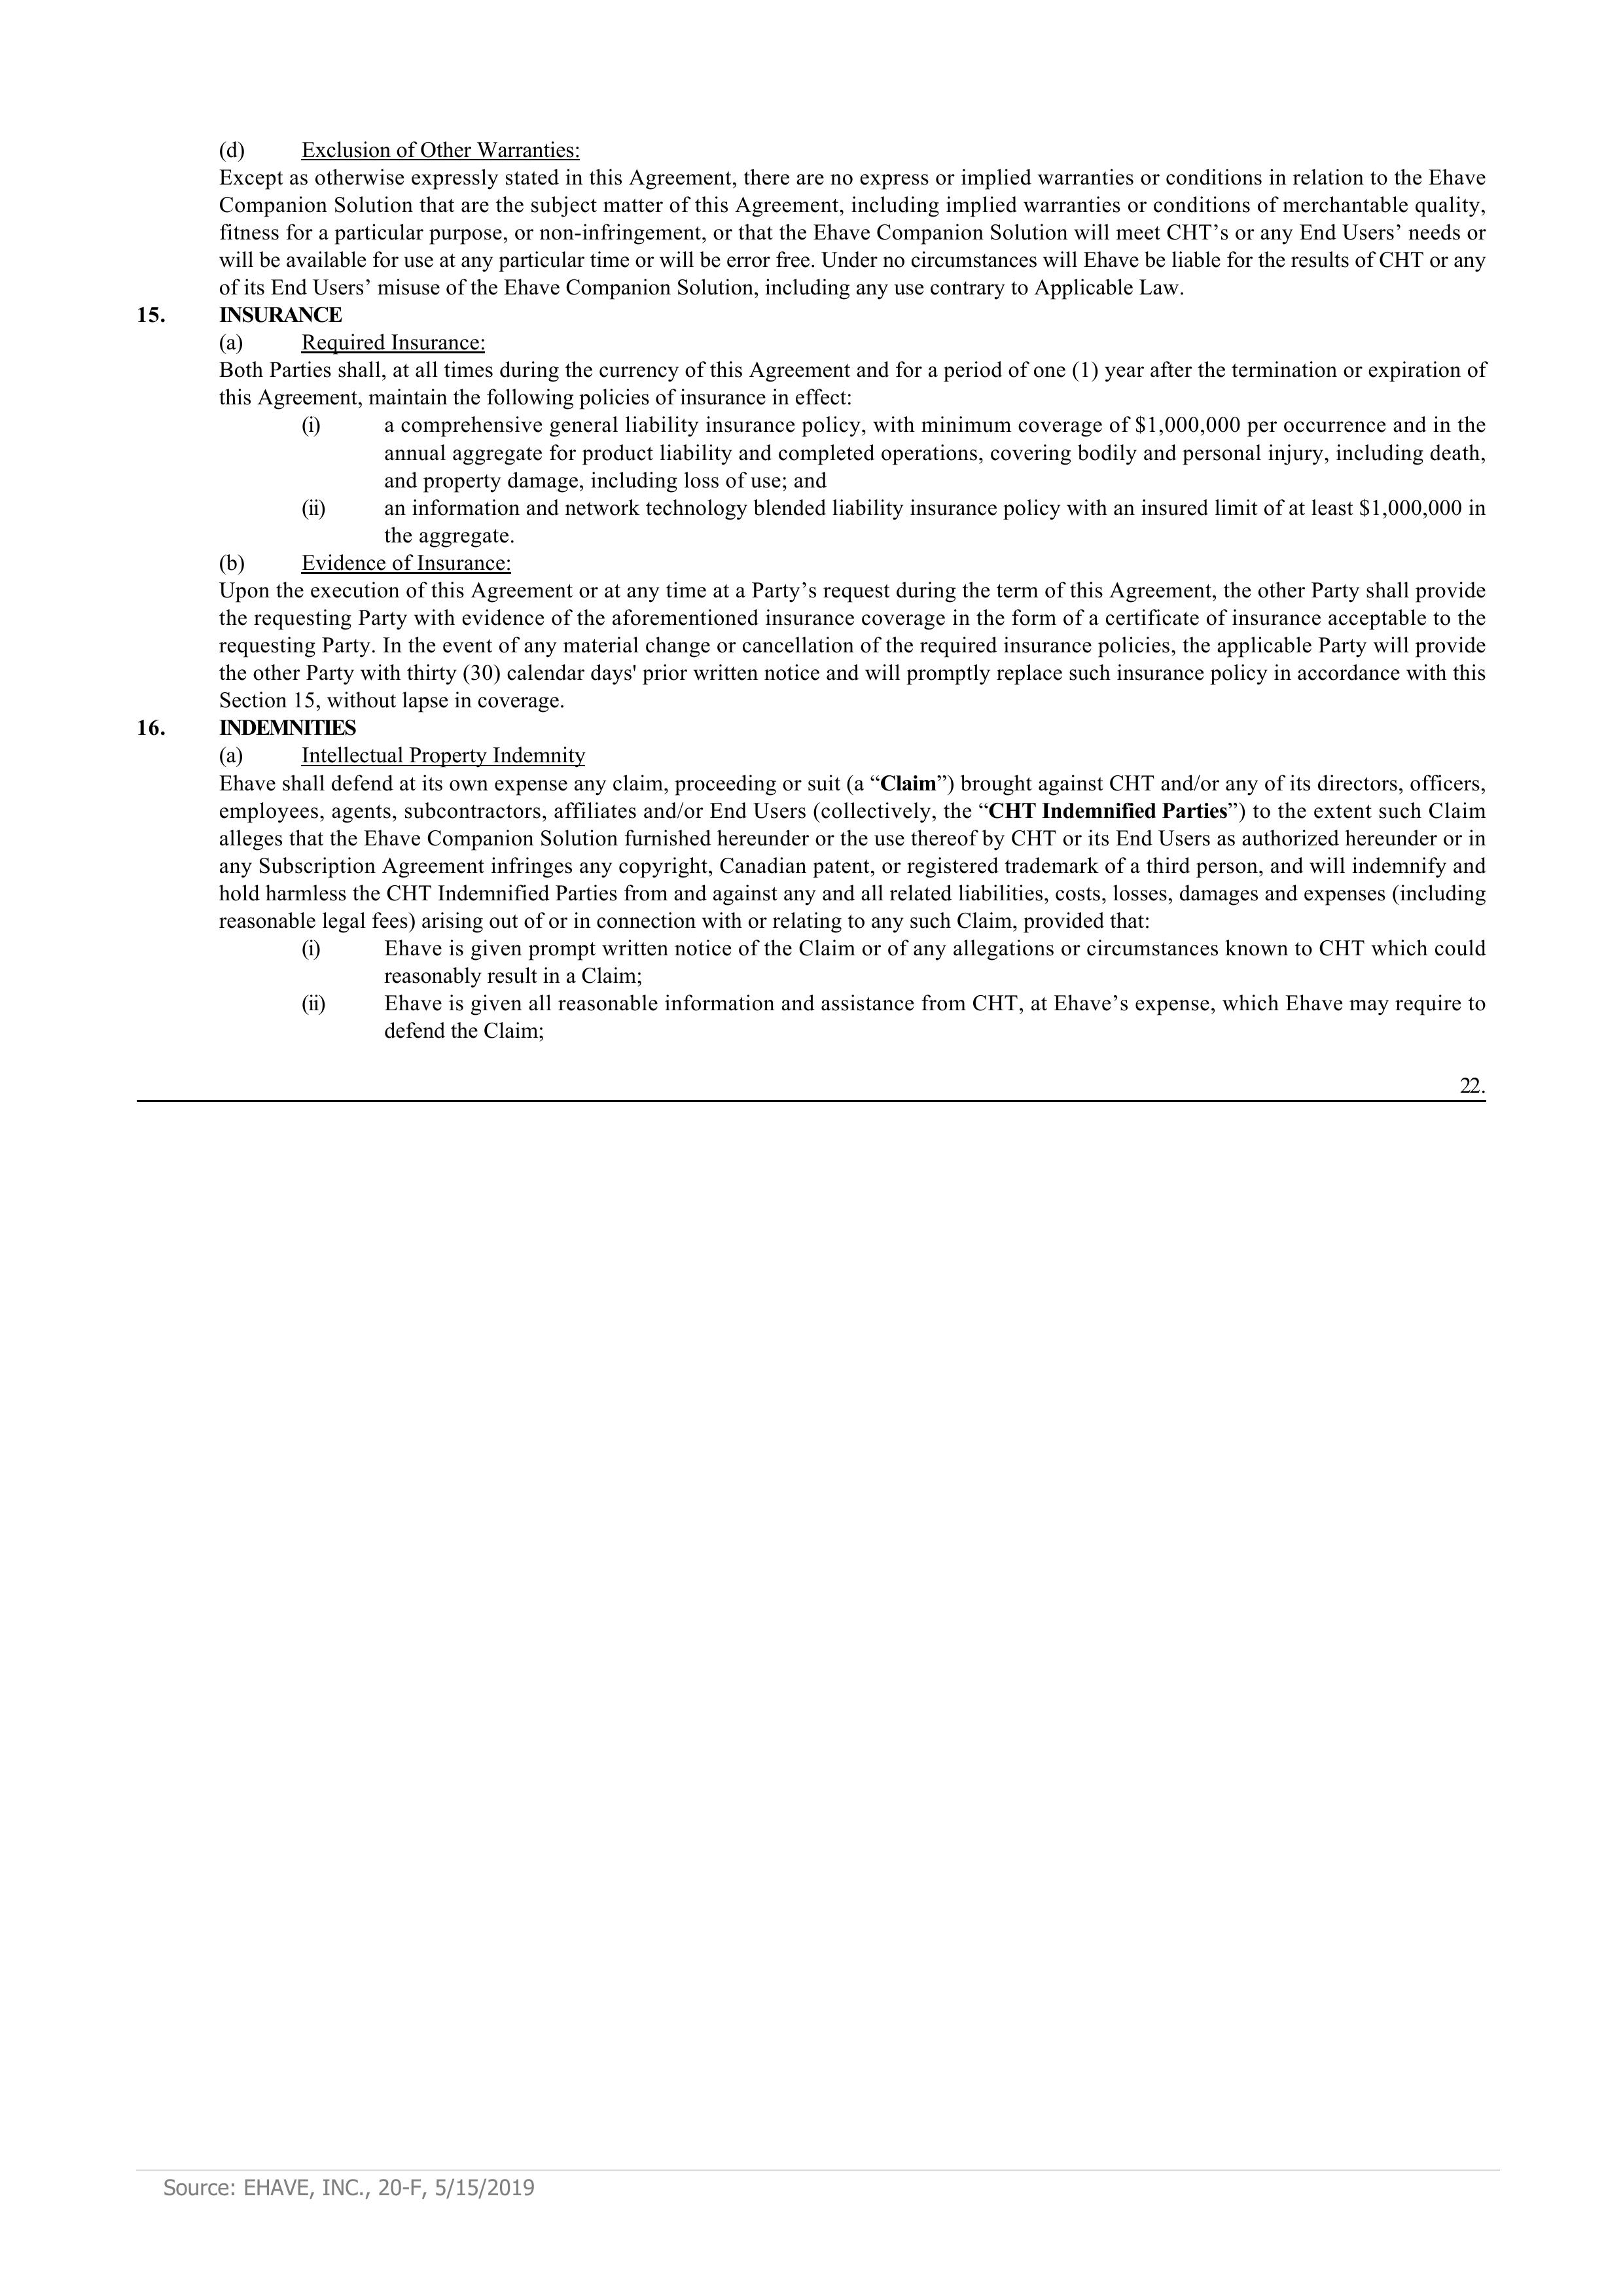 (d) Exclusion of Other Warranties:
Except as otherwise expressly stated in this Agreement, there are no express or implied warranties or conditions in relation to the Ehave
Companion Solution that are the subject matter of this Agreement, including implied warranties or conditions of merchantable quality,
fitness for a particular purpose, or non-infringement, or that the Ehave Companion Solution will meet CHT’s or any End Users’ needs or
will be available for use at any particular time or will be error free. Under no circumstances will Ehave be liable for the results of CHT or any
of its End Users’ misuse of the Ehave Companion Solution, including any use contrary to Applicable Law.
15. INSURANCE
(a) Required Insurance:
Both Parties shall, at all times during the currency of this Agreement and for a period of one (1) year after the termination or expiration of
this Agreement, maintain the following policies of insurance in effect:
(i) a comprehensive general liability insurance policy, with minimum coverage of $1,000,000 per occurrence and in the
annual aggregate for product liability and completed operations, covering bodily and personal injury, including death,
and property damage, including loss of use; and
(ii) an information and network technology blended liability insurance policy with an insured limit of at least $1,000,000 in
the aggregate.
(b) Evidence of Insurance:
Upon the execution of this Agreement or at any time at a Party’s request during the term of this Agreement, the other Party shall provide
the requesting Party with evidence of the aforementioned insurance coverage in the form of a certificate of insurance acceptable to the
requesting Party. In the event of any material change or cancellation of the required insurance policies, the applicable Party will provide
the other Party with thirty (30) calendar days' prior written notice and will promptly replace such insurance policy in accordance with this
Section 15, without lapse in coverage.
16. INDEMNITIES
(a) Intellectual Property Indemnity
Ehave shall defend at its own expense any claim, proceeding or suit (a “Claim”) brought against CHT and/or any of its directors, officers,
employees, agents, subcontractors, affiliates and/or End Users (collectively, the “CHT Indemnified Parties”) to the extent such Claim
alleges that the Ehave Companion Solution furnished hereunder or the use thereof by CHT or its End Users as authorized hereunder or in
any Subscription Agreement infringes any copyright, Canadian patent, or registered trademark of a third person, and will indemnify and
hold harmless the CHT Indemnified Parties from and against any and all related liabilities, costs, losses, damages and expenses (including
reasonable legal fees) arising out of or in connection with or relating to any such Claim, provided that:
(i) Ehave is given prompt written notice of the Claim or of any allegations or circumstances known to CHT which could
reasonably result in a Claim;
(ii) Ehave is given all reasonable information and assistance from CHT, at Ehave’s expense, which Ehave may require to
defend the Claim;
22.
Source: EHAVE, INC., 20-F, 5/15/2019